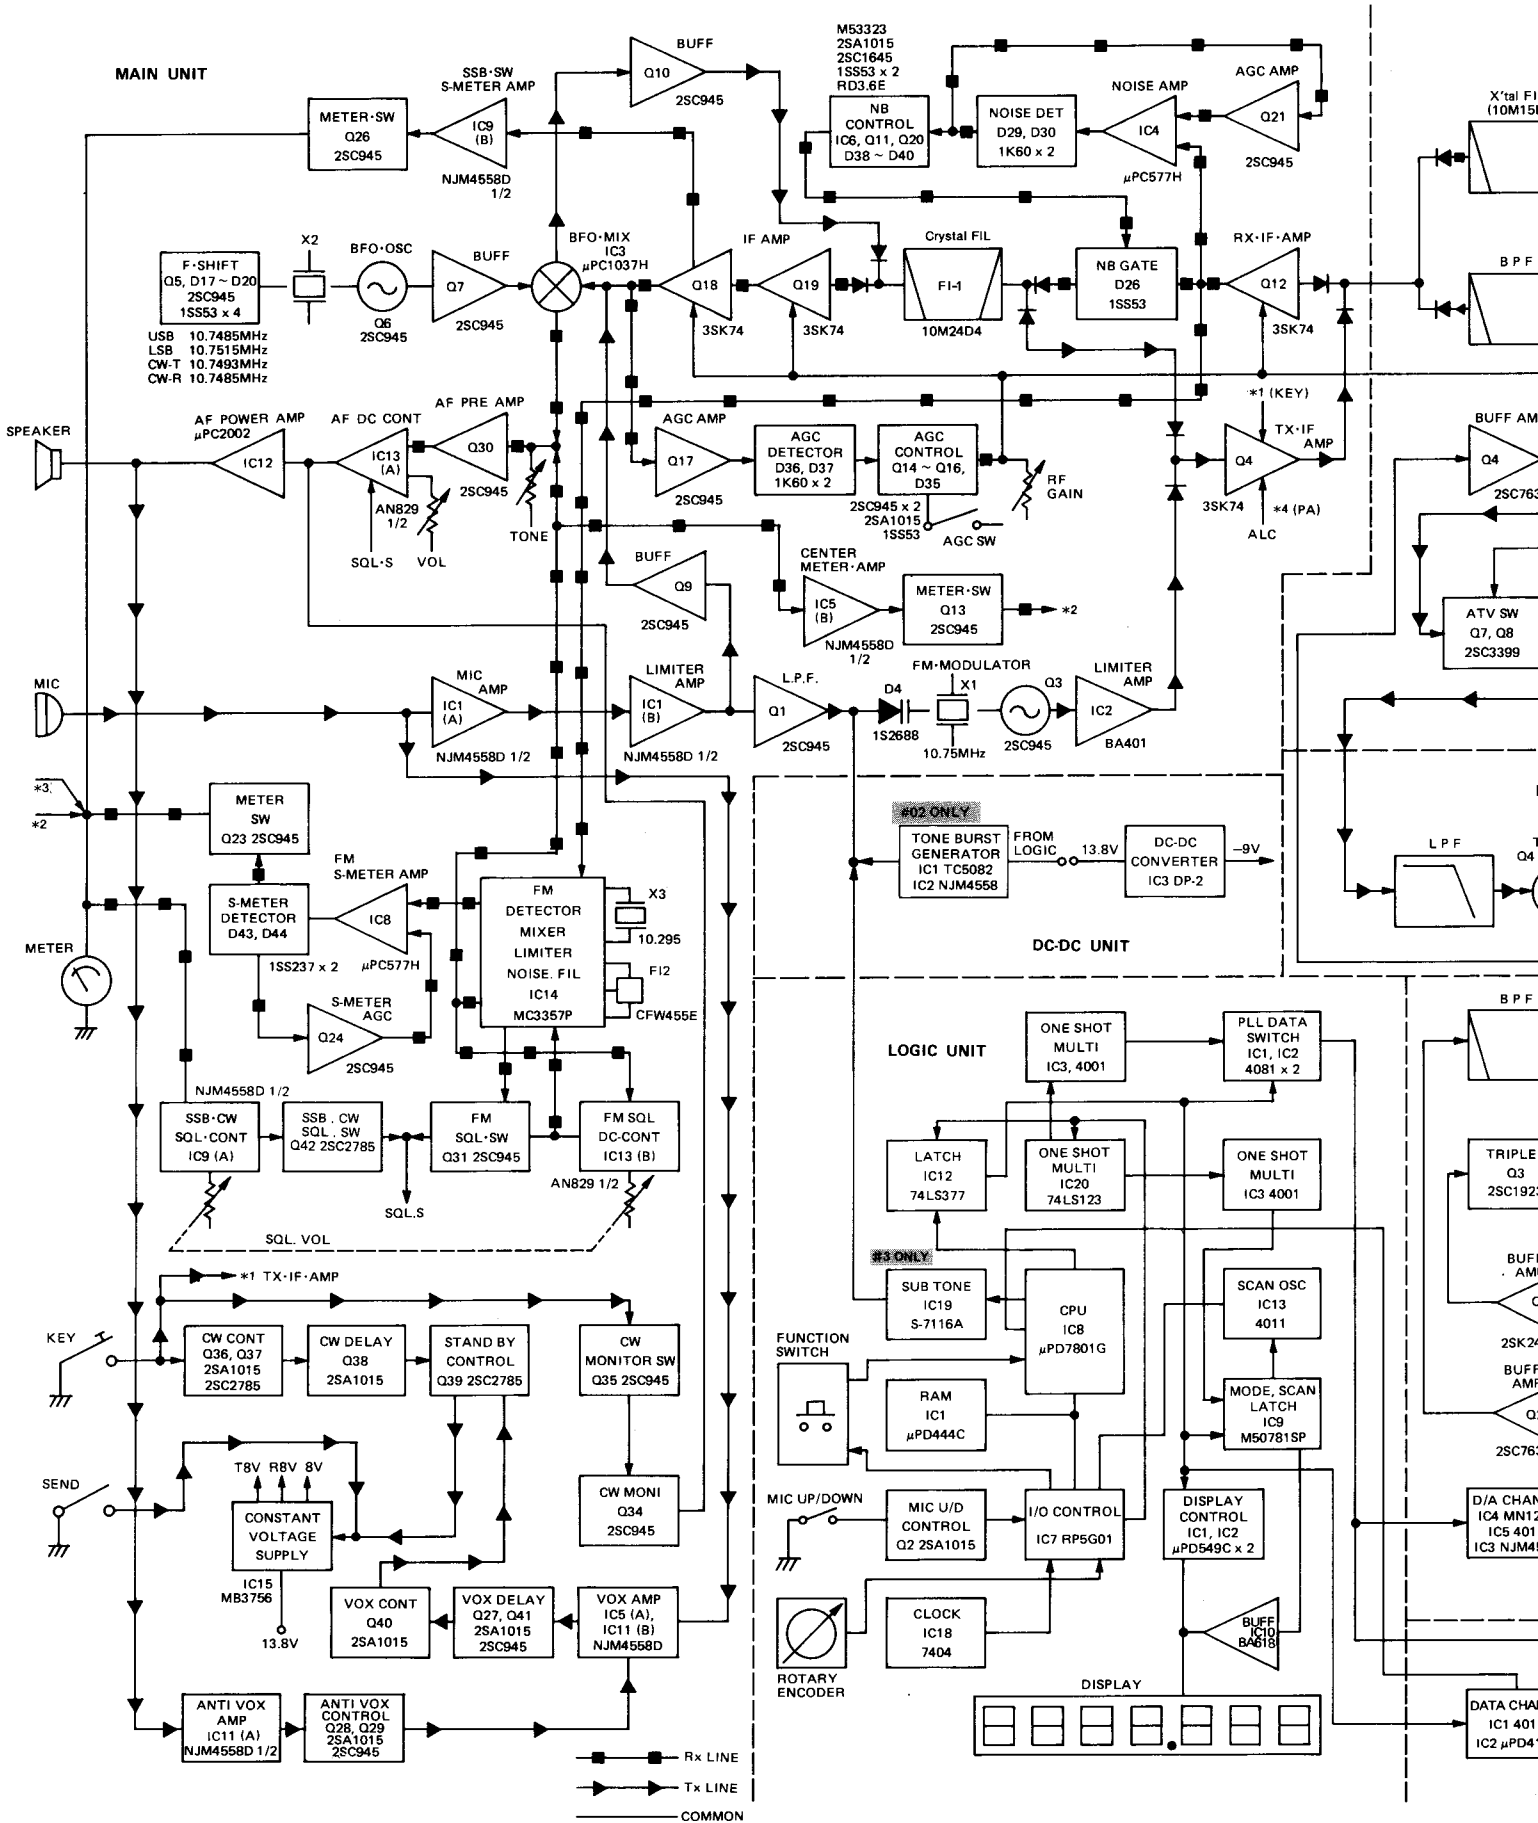 MAIN UNIT
BUFF
Q10
2SC945
SSB·SW
S-METER AMP
IC9
(B)
NJM4558D
1/2
METER·SW
Q26
2SC945
M53323
2SA1015
2SC1645
1SS53 x 2
RD3.6E
NB
CONTROL
IC6, Q11, Q20
D38 ~ D40
NOISE DET
D29, D30
1K60 x 2
NOISE AMP
IC4
μPC577H
AGC AMP
Q21
2SC945
X'tal FI
F·SHIFT
Q5, D17 ~ D20
2SC945
1SS53 x 4
USB 10.7485MHz
LSB 10.7515MHz
CW-T 10.7493MHz
CW-R 10.7485MHz
X2
BFO·OSC
Q6
2SC945
BUFF
Q7
2SC945
BFO·MIX
IC3
μPC1037H
IF AMP
Q18
3SK74
Q19
3SK74
Crystal FIL
FI-1
10M24D4
NB GATE
D26
1SS53
RX·IF·AMP
Q12
3SK74
B P F
SPEAKER
AF POWER AMP
μPC2002
IC12
AF DC CONT
IC13
(A)
AN829
1/2
SQL·S
VOL
AF PRE AMP
Q30
2SC945
TONE
AGC AMP
Q17
2SC945
AGC
DETECTOR
D36, D37
1K60 x 2
AGC
CONTROL
Q14 ~ Q16,
D35
2SC945 x 2
2SA1015
1SS53
AGC SW
RF
GAIN
*1 (KEY)
TX·IF
AMP
Q4
3SK74
*4 (PA)
ALC
BUFF AM
Q4
2SC763
BUFF
Q9
2SC945
CENTER
METER·AMP
IC5
(B)
NJM4558D
1/2
METER·SW
Q13
2SC945
*2
ATV SW
Q7, Q8
2SC3399
MIC
MIC
AMP
IC1
(A)
NJM4558D 1/2
LIMITER
AMP
IC1
(B)
NJM4558D 1/2
L.P.F.
Q1
2SC945
D4
1S2688
FM·MODULATOR
X1
10.75MHz
Q3
2SC945
LIMITER
AMP
IC2
BA401
*3
*2
METER
SW
Q23 2SC945
FM
S-METER AMP
IC8
μPC577H
S-METER
DETECTOR
D43, D44
1SS237 x 2
METER
S-METER
AGC
Q24
2SC945
FM
DETECTOR
MIXER
LIMITER
NOISE. FIL
IC14
MC3357P
X3
10.295
FI2
CFW455E
#02 ONLY
TONE BURST
GENERATOR
IC1 TC5082
IC2 NJM4558
FROM
LOGIC
13.8V
DC-DC
CONVERTER
IC3 DP-2
−9V
DC-DC UNIT
L P F
Q4
NJM4558D 1/2
SSB·CW
SQL·CONT
IC9 (A)
SSB . CW
SQL . SW
Q42 2SC2785
FM
SQL·SW
Q31 2SC945
FM SQL
DC-CONT
IC13 (B)
AN829 1/2
SQL.S
SQL. VOL
LOGIC UNIT
ONE SHOT
MULTI
IC3, 4001
PLL DATA
SWITCH
IC1, IC2
4081 x 2
B P F
LATCH
IC12
74LS377
ONE SHOT
MULTI
IC20
74LS123
ONE SHOT
MULTI
IC3 4001
TRIPLE
Q3
2SC192
#3 ONLY
SUB TONE
IC19
S-7116A
CPU
IC8
μPD7801G
SCAN OSC
IC13
4011
2SK24
*1 TX·IF·AMP
KEY
CW CONT
Q36, Q37
2SA1015
2SC2785
CW DELAY
Q38
2SA1015
STAND BY
CONTROL
Q39 2SC2785
CW
MONITOR SW
Q35 2SC945
FUNCTION
SWITCH
RAM
IC1
μPD444C
MODE, SCAN
LATCH
IC9
M50781SP
2SC763
SEND
T8V R8V 8V
CONSTANT
VOLTAGE
SUPPLY
IC15
MB3756
13.8V
CW MONI
Q34
2SC945
MIC UP/DOWN
MIC U/D
CONTROL
Q2 2SA1015
I/O CONTROL
IC7 RP5G01
DISPLAY
CONTROL
IC1, IC2
μPD549C x 2
D/A CHAN
IC4 MN12
IC5 401
IC3 NJM4
VOX CONT
Q40
2SA1015
VOX DELAY
Q27, Q41
2SA1015
2SC945
VOX AMP
IC5 (A),
IC11 (B)
NJM4558D
ROTARY
ENCODER
CLOCK
IC18
7404
BUFF
IC10
BA618
DISPLAY
ANTI VOX
AMP
IC11 (A)
NJM4558D 1/2
ANTI VOX
CONTROL
Q28, Q29
2SA1015
2SC945
DATA CHA
IC1 401
IC2 μPD4
Rx LINE
Tx LINE
COMMON